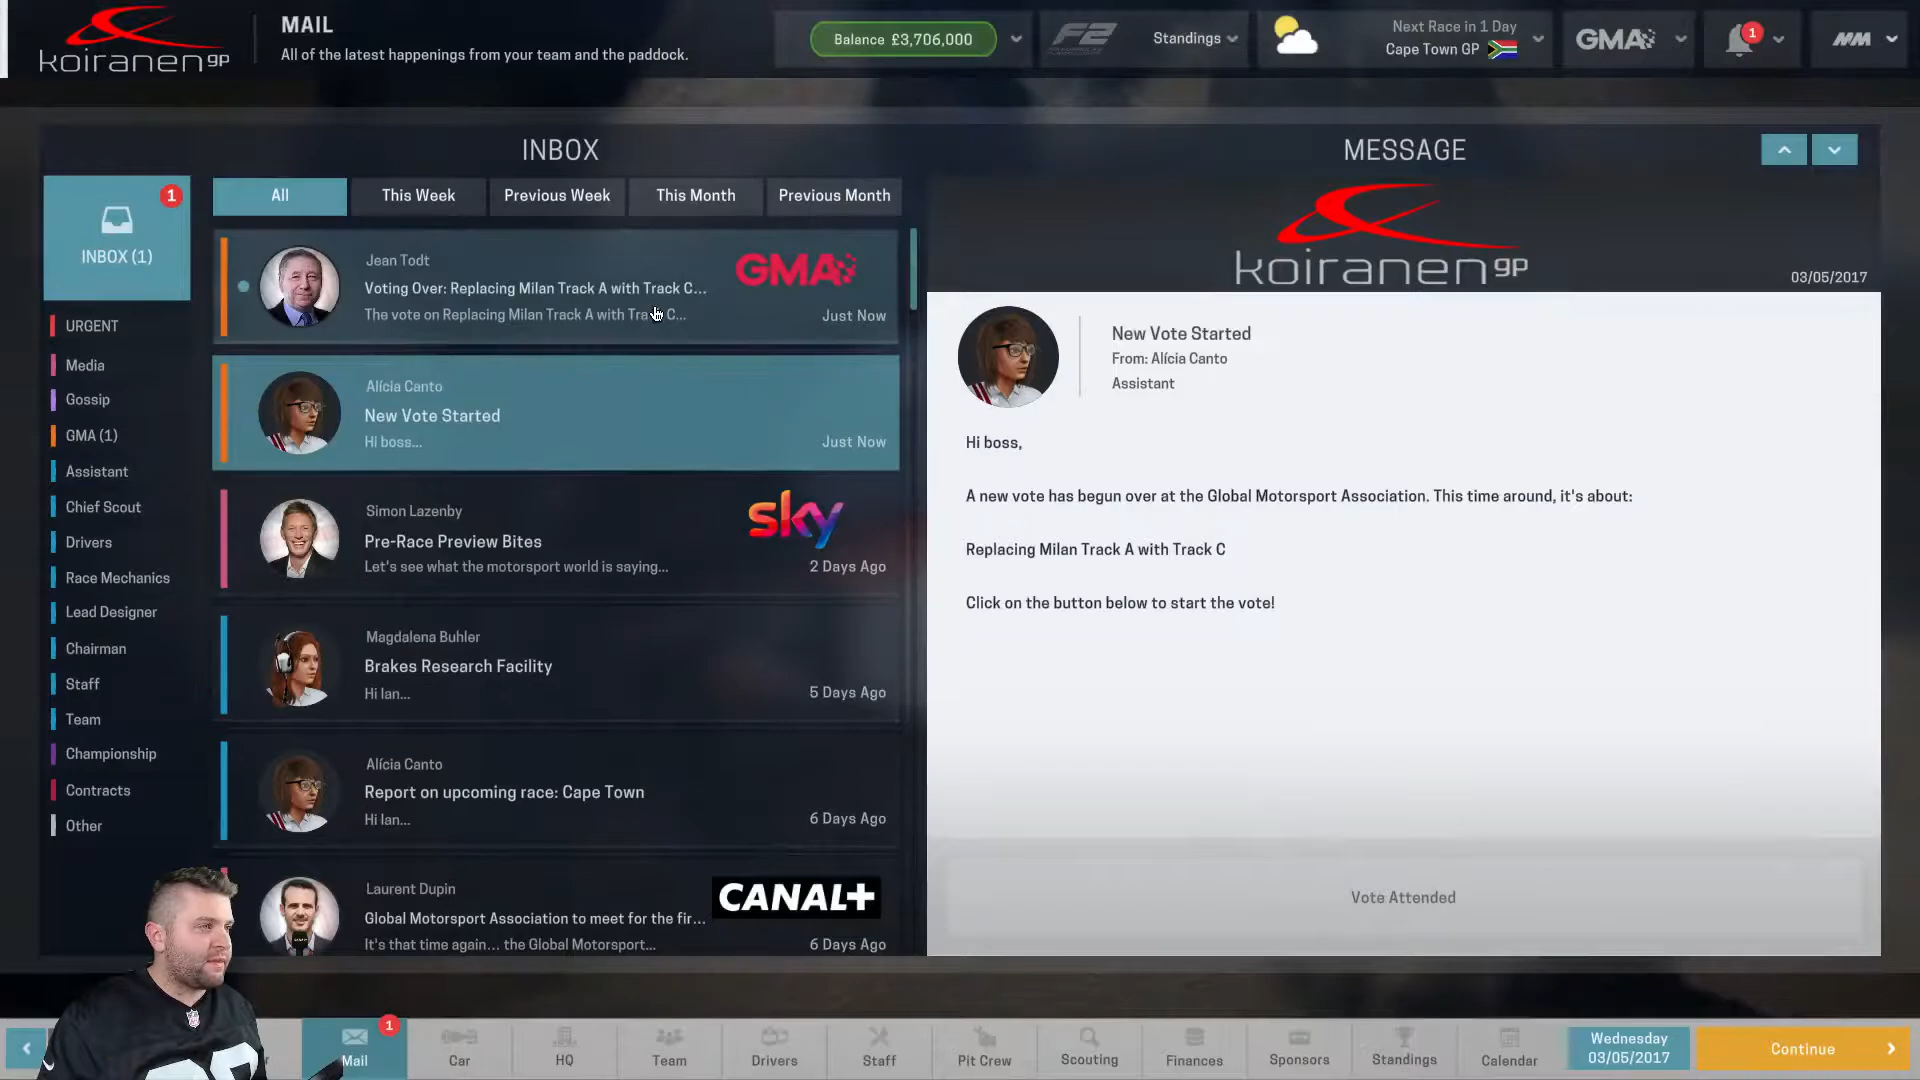 koiranen gp
MAIL
All of the latest happenings from your team and the paddock.
Balance £3,706,000
F2
Standings
Next Race in 1 Day
Cape Town GP
GMA
1
MM
INBOX
MESSAGE
1
INBOX (1)
All
This Week
Previous Week
This Month
Previous Month
URGENT
Media
Gossip
GMA (1)
Assistant
Chief Scout
Drivers
Race Mechanics
Lead Designer
Chairman
Staff
Team
Championship
Contracts
Other
Jean Todt
Voting Over: Replacing Milan Track A with Track C...
The vote on Replacing Milan Track A with Track C...
GMA
Just Now
Alícia Canto
New Vote Started
Hi boss...
Just Now
Simon Lazenby
Pre-Race Preview Bites
Let's see what the motorsport world is saying...
sky
2 Days Ago
Magdalena Buhler
Brakes Research Facility
Hi Ian...
5 Days Ago
Alícia Canto
Report on upcoming race: Cape Town
Hi Ian...
6 Days Ago
Laurent Dupin
Global Motorsport Association to meet for the fir...
It's that time again... the Global Motorsport...
CANAL+
6 Days Ago
koiranen gp
03/05/2017
New Vote Started
From: Alícia Canto
Assistant
Hi boss,
A new vote has begun over at the Global Motorsport Association. This time around, it's about:
Replacing Milan Track A with Track C
Click on the button below to start the vote!
Vote Attended
Mail
1
Car
HQ
Team
Drivers
Staff
Pit Crew
Scouting
Finances
Sponsors
Standings
Calendar
Wednesday
03/05/2017
Continue